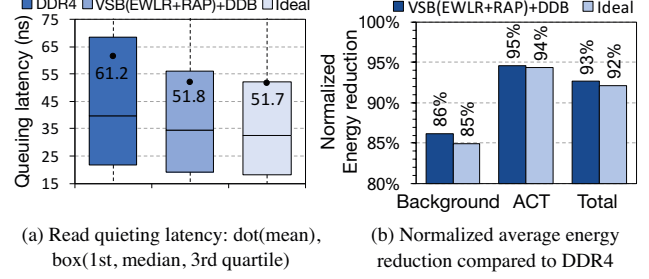 DDR4 VSB(EWLR+RAP)+DDB Ideal
Queuing latency (ns)
75
65
55
45
35
25
15
61.2
51.8
51.7
(a) Read quieting latency: dot(mean),
box(1st, median, 3rd quartile)
VSB(EWLR+RAP)+DDB Ideal
Normalized
Energy reduction
100%
95%
90%
85%
80%
86%
85%
95%
94%
93%
92%
Background ACT Total
(b) Normalized average energy
reduction compared to DDR4